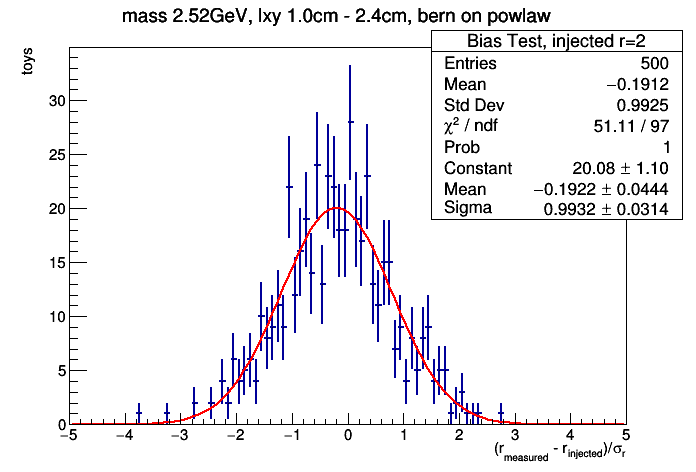 mass 2.52GeV, lxy 1.0cm - 2.4cm, bern on powlaw
Bias Test, injected r=2
Entries 500
Mean −0.1912
Std Dev 0.9925
χ² / ndf 51.11 / 97
Prob 1
Constant 20.08 ± 1.10
Mean −0.1922 ± 0.0444
Sigma 0.9932 ± 0.0314
toys
30
25
20
15
10
5
0
−5 −4 −3 −2 −1 0 1 2 3 4 5
(r_measured - r_injected)/σ_r